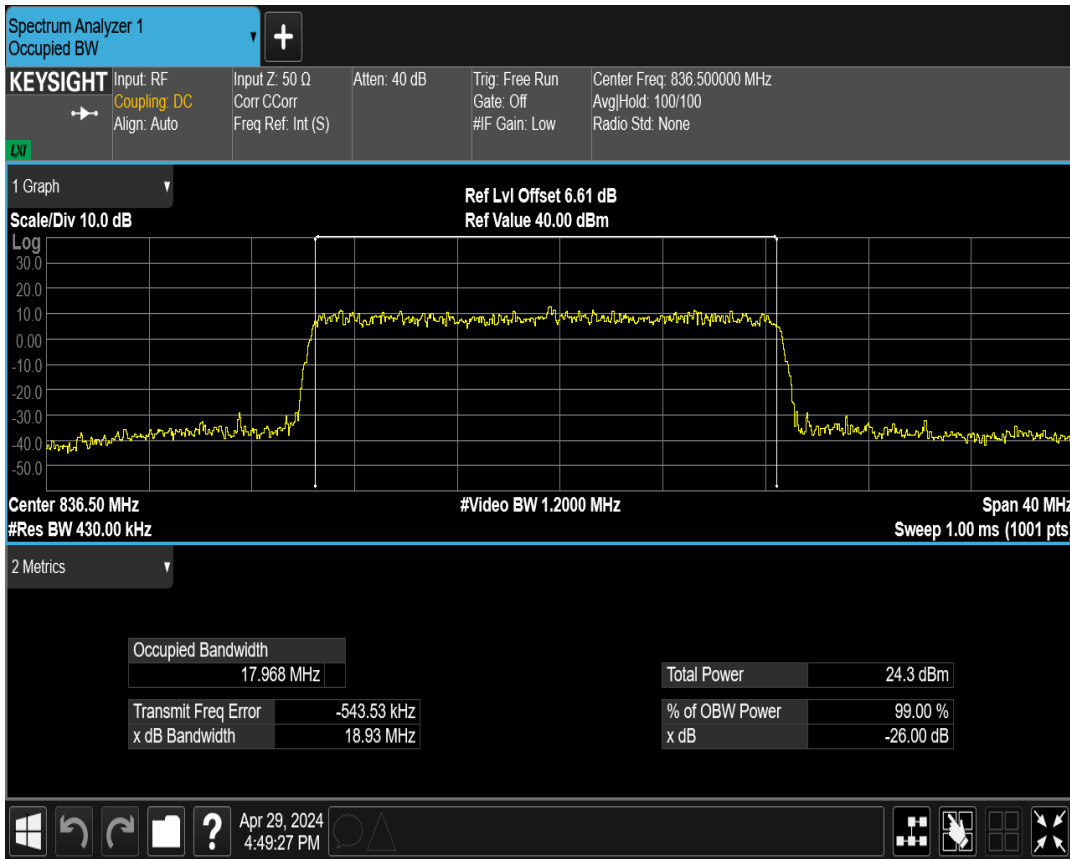 Spectrum Analyzer 1
Occupied BW
KEYSIGHT
LXI
Input: RF
Coupling: DC
Align: Auto
Input Z: 50 Ω
Corr CCorr
Freq Ref: Int (S)
Atten: 40 dB
Trig: Free Run
Gate: Off
#IF Gain: Low
Center Freq: 836.500000 MHz
Avg|Hold: 100/100
Radio Std: None
1 Graph
Scale/Div 10.0 dB
Ref Lvl Offset 6.61 dB
Ref Value 40.00 dBm
Log
30.0
20.0
10.0
0.00
-10.0
-20.0
-30.0
-40.0
-50.0
Center 836.50 MHz
#Video BW 1.2000 MHz
Span 40 MHz
#Res BW 430.00 kHz
Sweep 1.00 ms (1001 pts)
2 Metrics
Occupied Bandwidth
17.968 MHz
Total Power 24.3 dBm
Transmit Freq Error -543.53 kHz
% of OBW Power 99.00 %
x dB Bandwidth 18.93 MHz
x dB -26.00 dB
?
Apr 29, 2024
4:49:27 PM